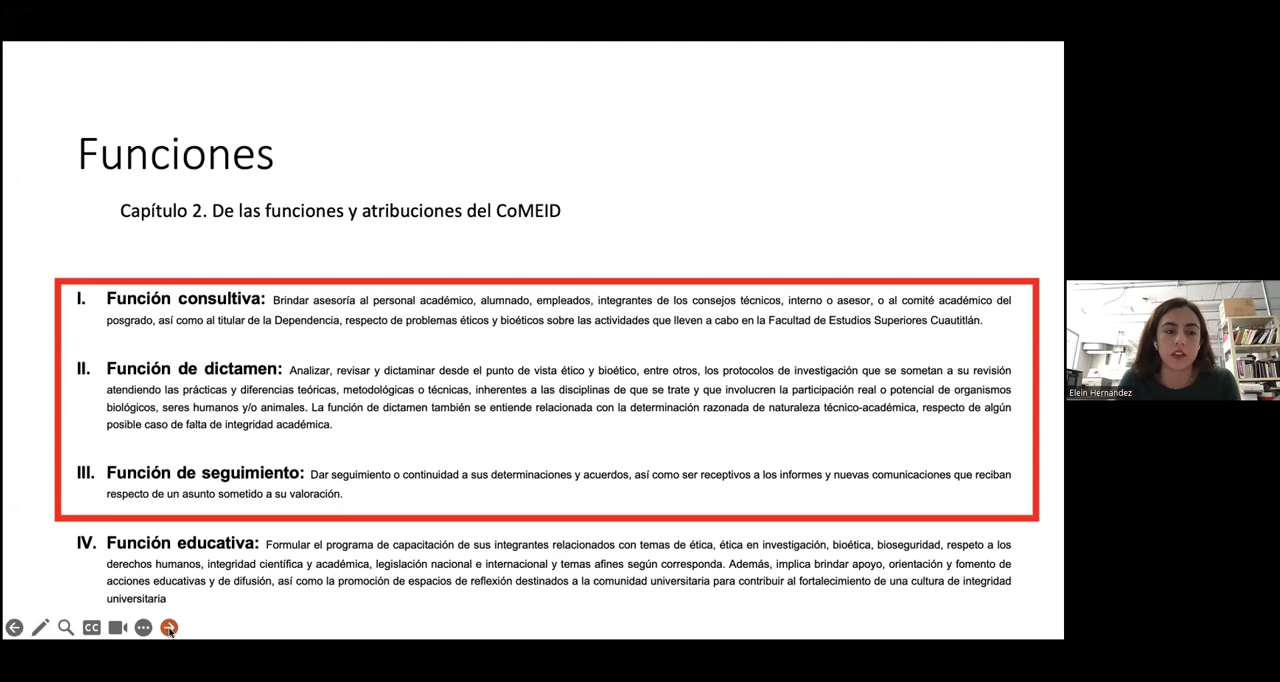 Funciones
Capítulo 2. De las funciones y atribuciones del CoMEID
I. Función consultiva: Brindar asesoría al personal académico, alumnado, empleados, integrantes de los consejos técnicos, interno o asesor, o al comité académico del
posgrado, así como al titular de la Dependencia, respecto de problemas éticos y bioéticos sobre las actividades que lleven a cabo en la Facultad de Estudios Superiores Cuautitlán.
II. Función de dictamen: Analizar, revisar y dictaminar desde el punto de vista ético y bioético, entre otros, los protocolos de investigación que se sometan a su revisión
atendiendo las prácticas y diferencias teóricas, metodológicas o técnicas, inherentes a las disciplinas de que se trate y que involucren la participación real o potencial de organismos
biológicos, seres humanos y/o animales. La función de dictamen también se entiende relacionada con la determinación razonada de naturaleza técnico-académica, respecto de algún
posible caso de falta de integridad académica.
III. Función de seguimiento: Dar seguimiento o continuidad a sus determinaciones y acuerdos, así como ser receptivos a los informes y nuevas comunicaciones que reciban
respecto de un asunto sometido a su valoración.
IV. Función educativa: Formular el programa de capacitación de sus integrantes relacionados con temas de ética, ética en investigación, bioética, bioseguridad, respeto a los
derechos humanos, integridad científica y académica, legislación nacional e internacional y temas afines según corresponda. Además, implica brindar apoyo, orientación y fomento de
acciones educativas y de difusión, así como la promoción de espacios de reflexión destinados a la comunidad universitaria para contribuir al fortalecimiento de una cultura de integridad
universitaria
CC
Elein Hernandez